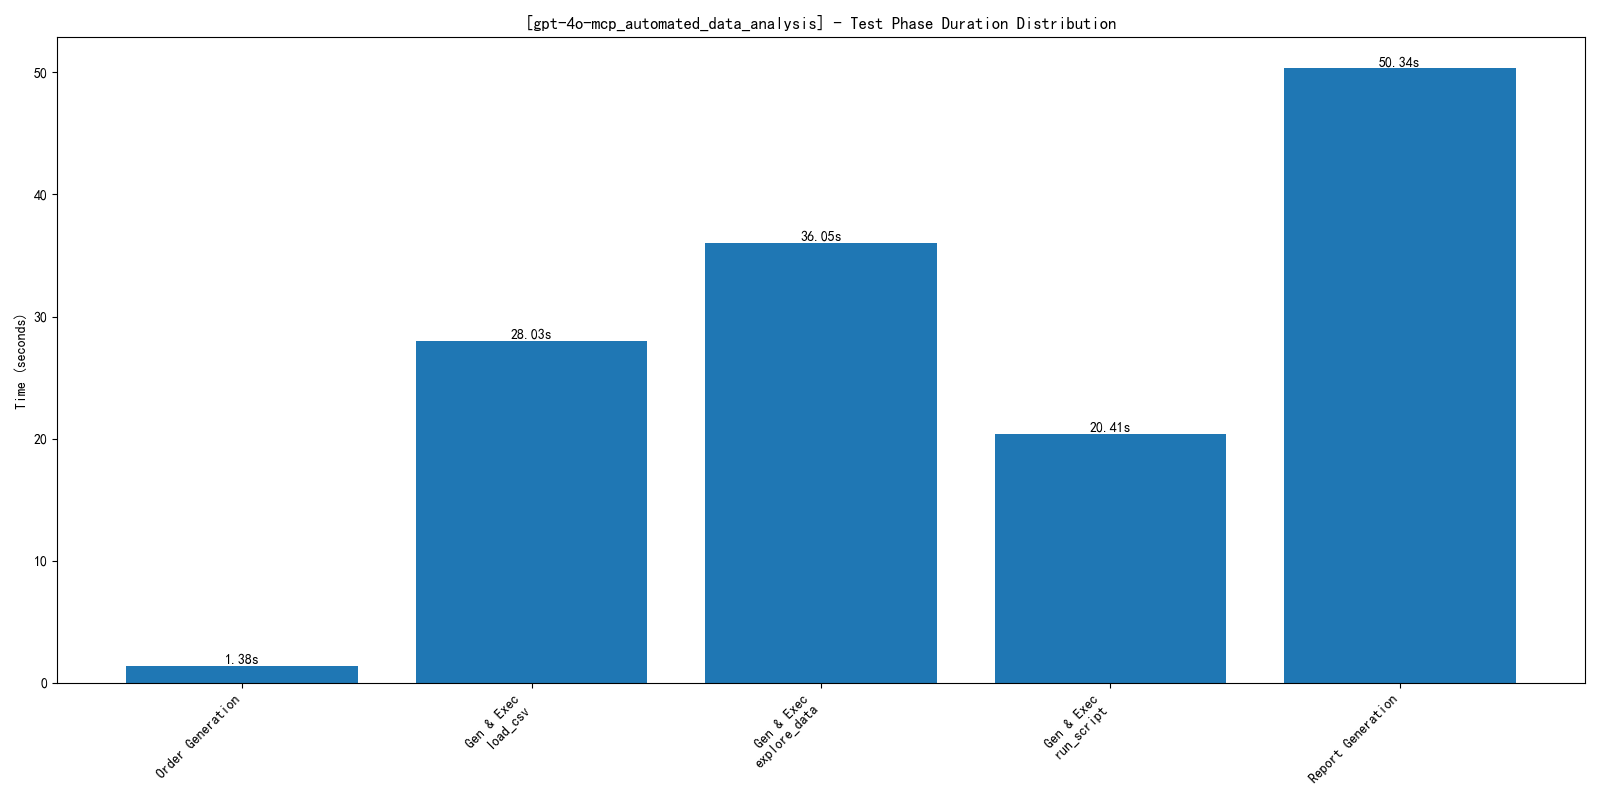 [gpt-4o-mcp_automated_data_analysis] - Test Phase Duration Distribution
Time (seconds)
50
40
30
20
10
0
1.38s
28.03s
36.05s
20.41s
50.34s
Order Generation
Gen & Exec
load_csv
Gen & Exec
explore_data
Gen & Exec
run_script
Report Generation